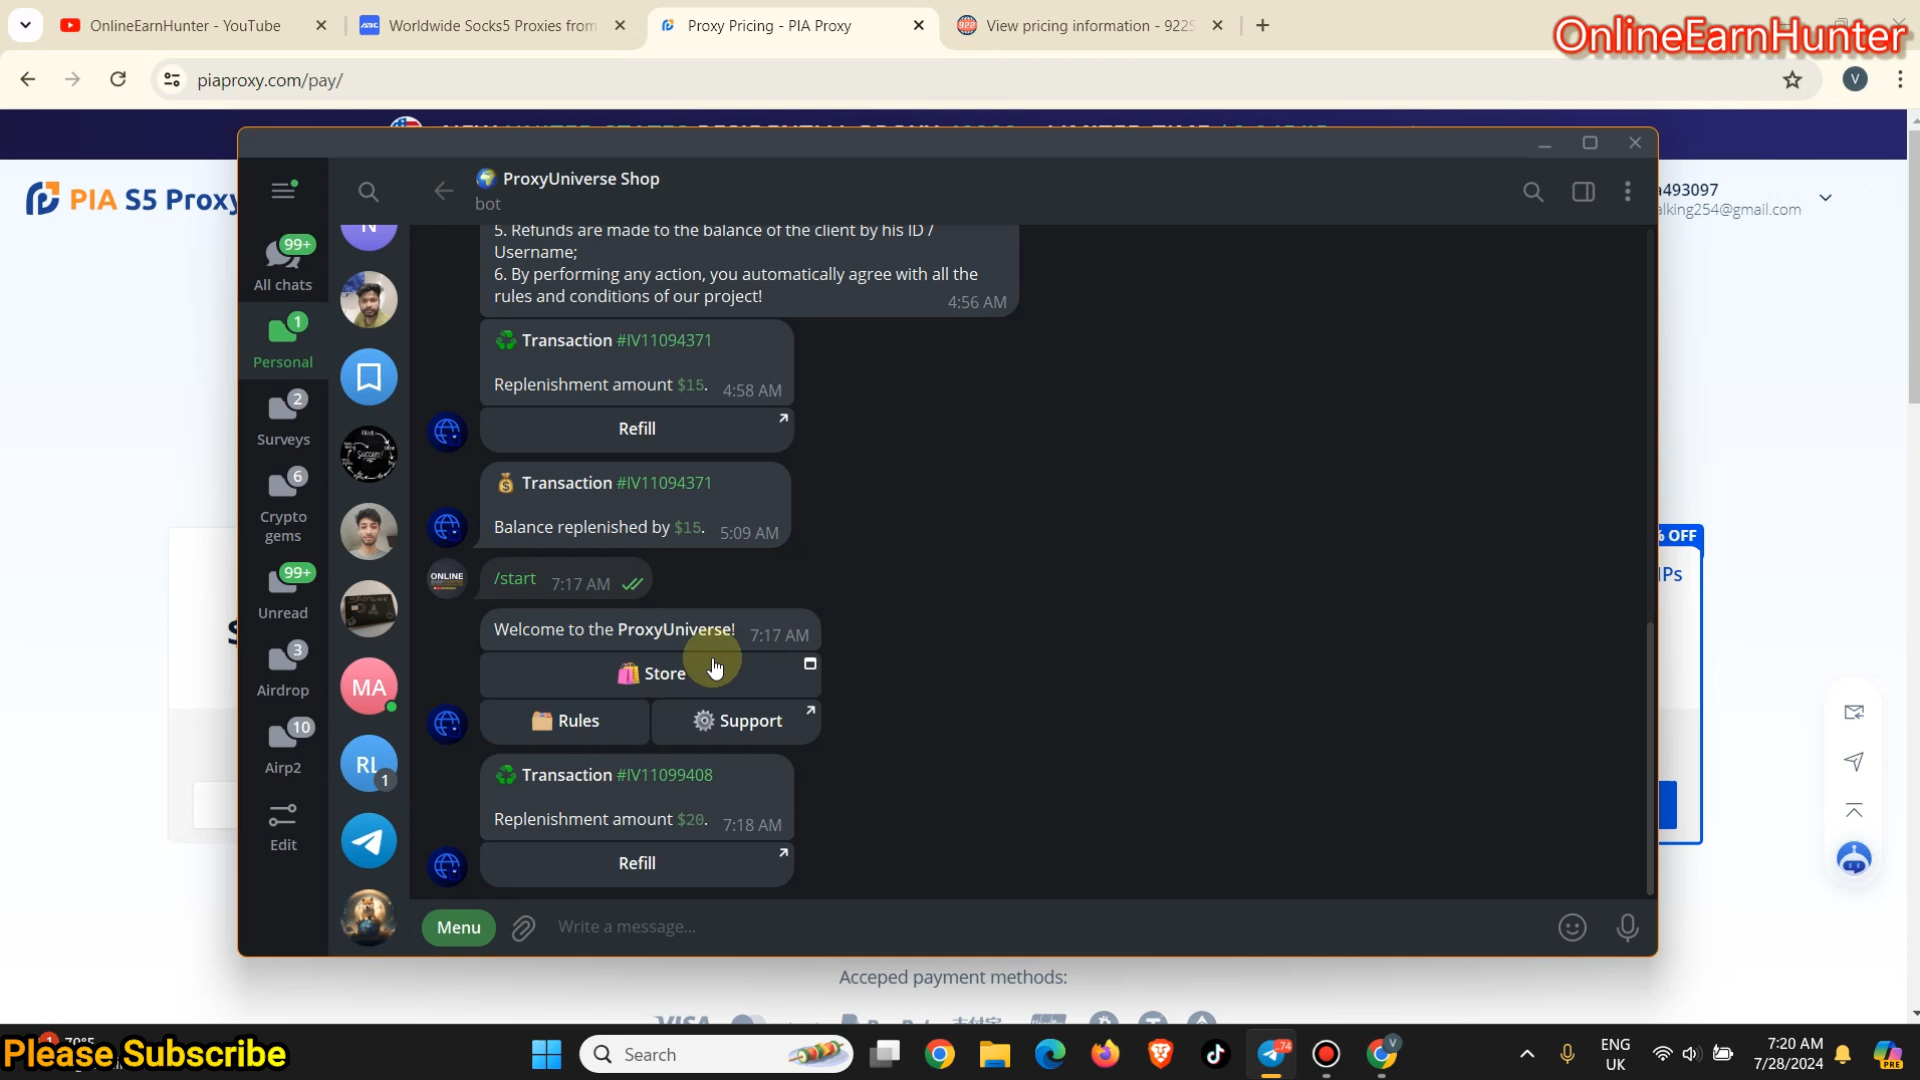 OnlineEarnHunter - YouTube
Worldwide Socks5 Proxies from
Proxy Pricing - PIA Proxy
View pricing information - 922S
OnlineEarnHunter
piaproxy.com/pay/
V
PIA S5 Proxy
a493097
alking254@gmail.com
ProxyUniverse Shop
bot
99+
All chats
1
Personal
2
Surveys
6
Crypto
gems
99+
Unread
3
Airdrop
10
Airp2
Edit
N
MA
RL
1
5. Refunds are made to the balance of the client by his ID /
Username;
6. By performing any action, you automatically agree with all the
rules and conditions of our project!
4:56 AM
Transaction #IV11094371
Replenishment amount $15.
4:58 AM
Refill
Transaction #IV11094371
Balance replenished by $15.
5:09 AM
ONLINE
/start
7:17 AM
Welcome to the ProxyUniverse!
7:17 AM
Store
Rules
Support
Transaction #IV11099408
Replenishment amount $20.
7:18 AM
Refill
Menu
Write a message...
% OFF
IPs
Acceped payment methods:
VISA
Please Subscribe
Search
74
V
ENG
UK
7:20 AM
7/28/2024
PRE